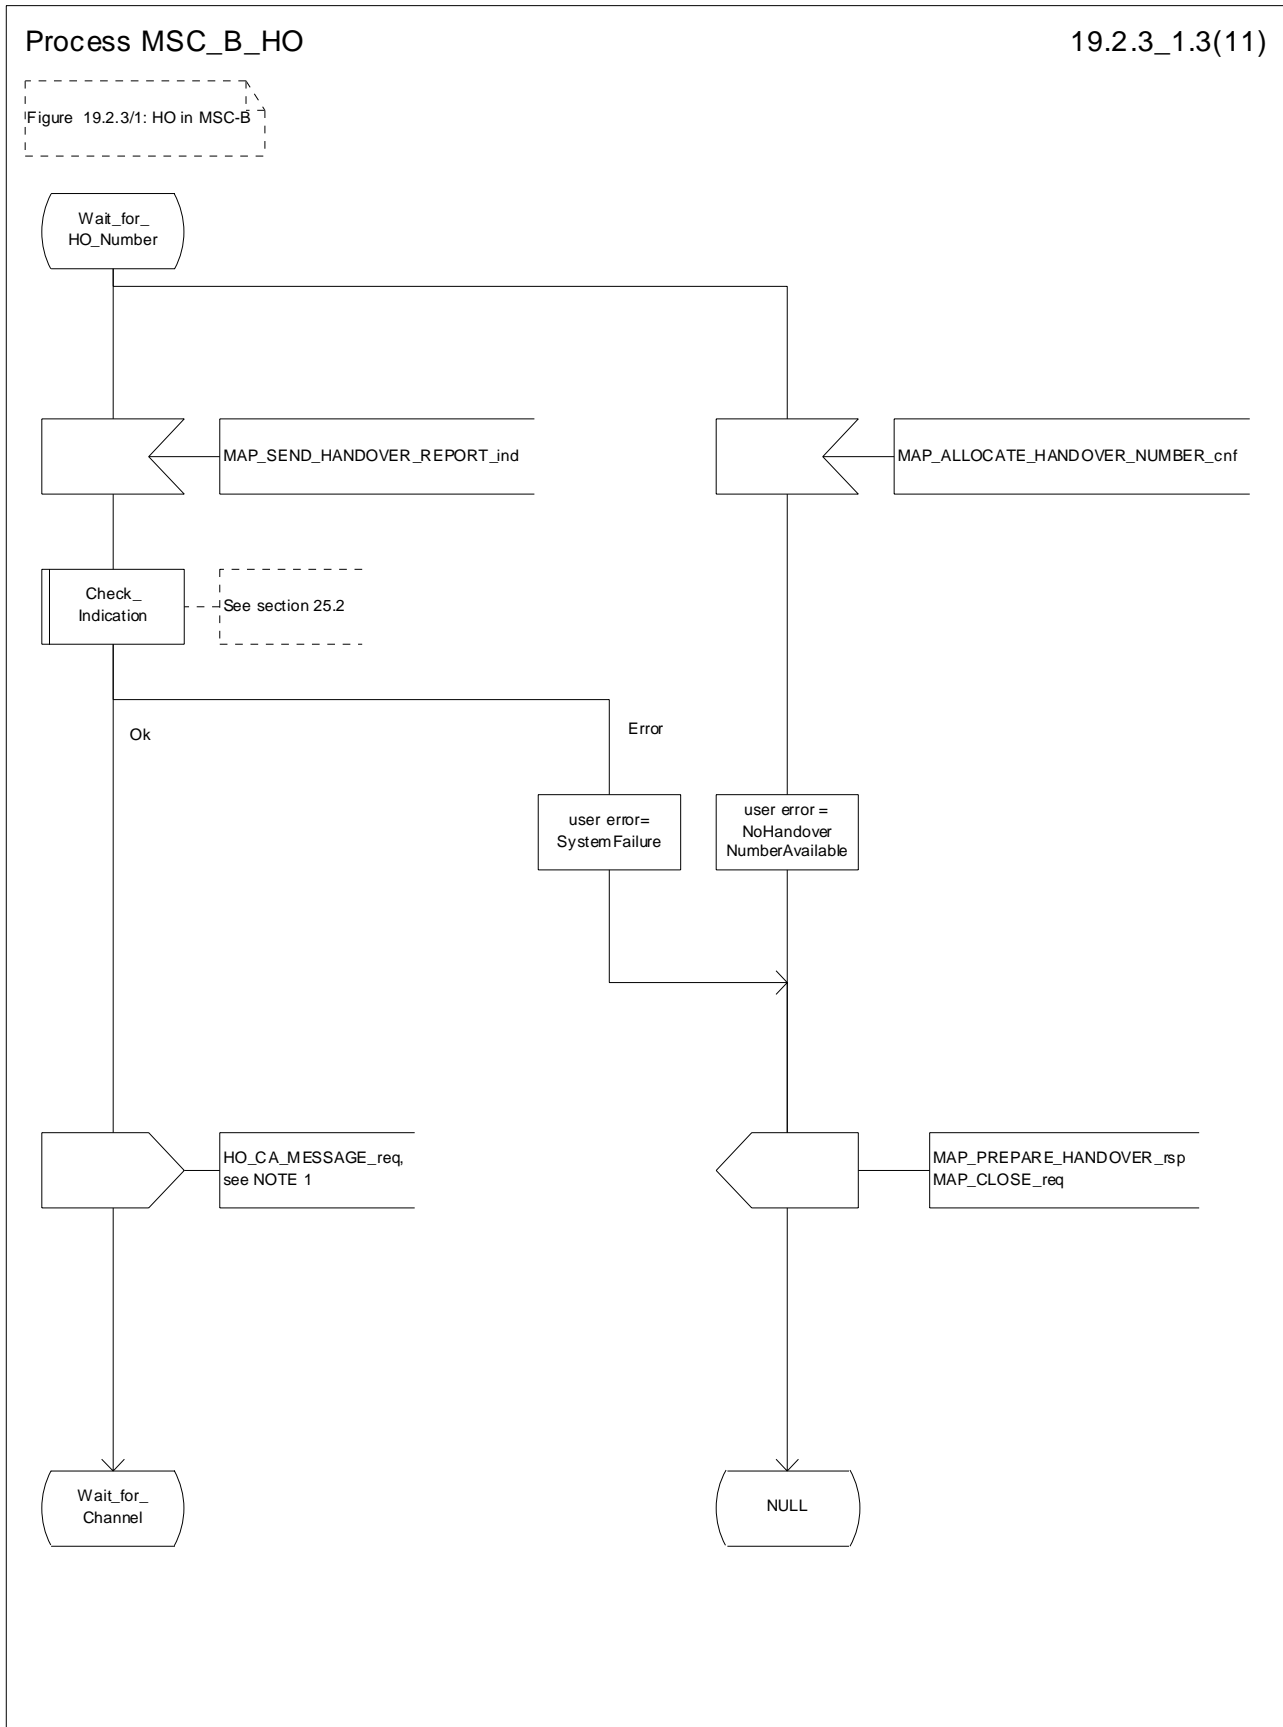 Process MSC_B_HO
19.2.3_1.3(11)
Figure 19.2.3/1: HO in MSC-B
Wait_for_
HO_Number
MAP_SEND_HANDOVER_REPORT_ind
MAP_ALLOCATE_HANDOVER_NUMBER_cnf
Check_
Indication
See section 25.2
Ok
Error
user error=
SystemFailure
user error =
NoHandover
NumberAvailable
HO_CA_MESSAGE_req,
see NOTE 1
MAP_PREPARE_HANDOVER_rsp
MAP_CLOSE_req
Wait_for_
Channel
NULL